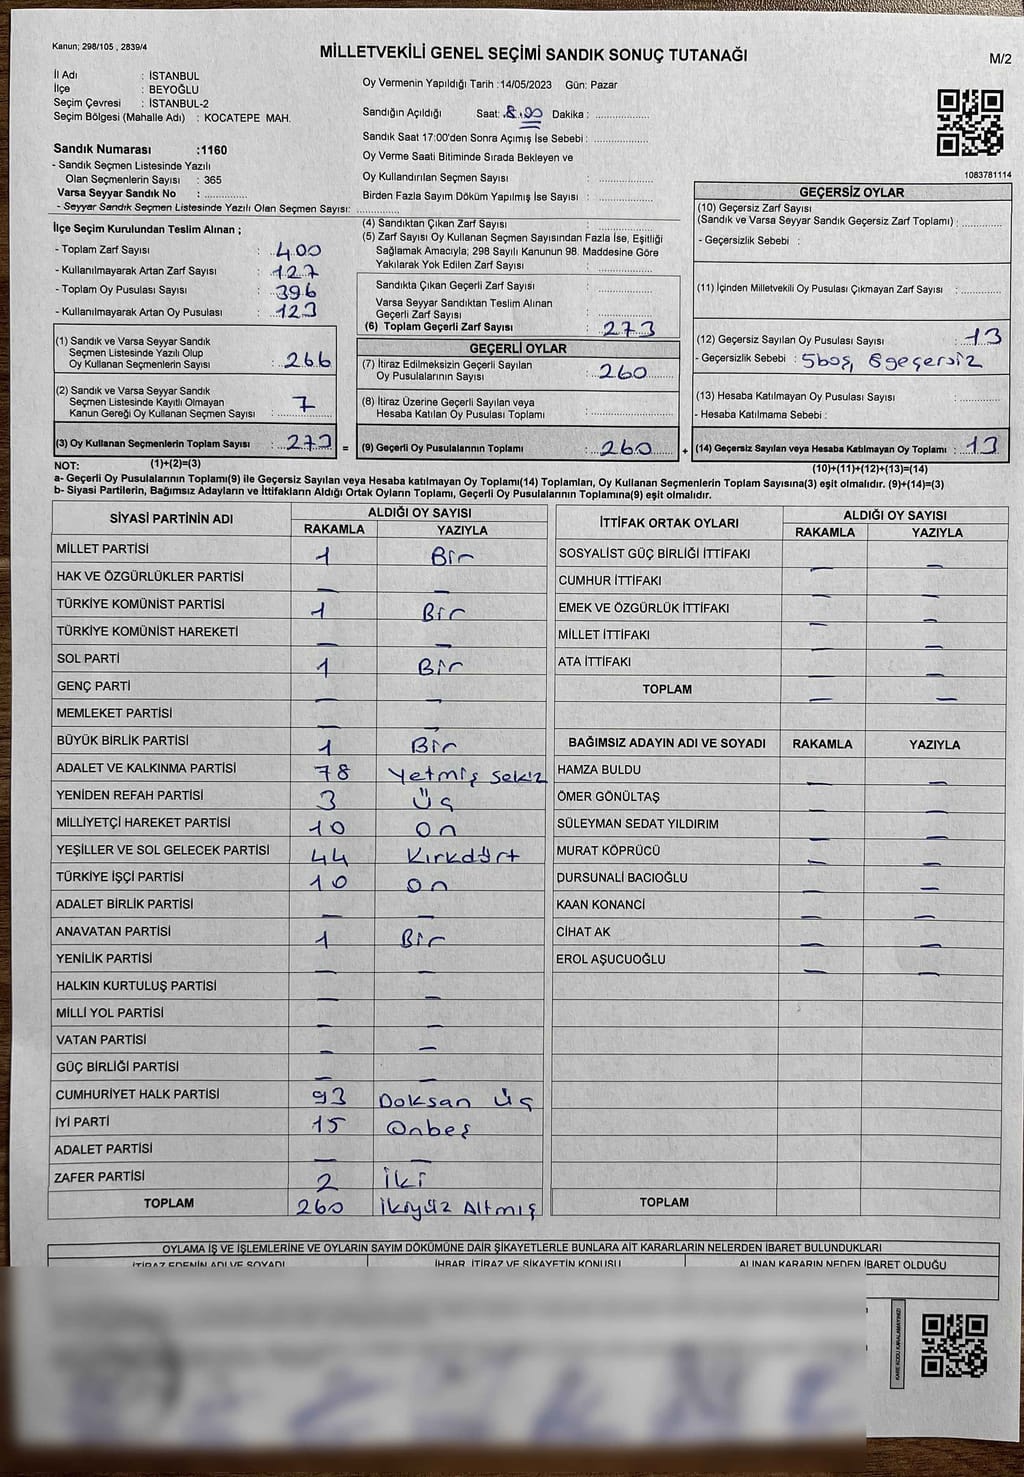 Kanun; 298/105 , 2839/4
MİLLETVEKİLİ GENEL SEÇİMİ SANDIK SONUÇ TUTANAĞI
M/2
İl Adı : İSTANBUL
İlçe : BEYOĞLU
Seçim Çevresi : İSTANBUL-2
Seçim Bölgesi (Mahalle Adı) : KOCATEPE MAH.
Oy Vermenin Yapıldığı Tarih :14/05/2023 Gün: Pazar
Sandığın Açıldığı Saat: 8.00 Dakika : ..................
Sandık Saat 17:00'den Sonra Açımış İse Sebebi : ..................
Oy Verme Saati Bitiminde Sırada Bekleyen ve
Oy Kullandırılan Seçmen Sayısı : ..................
Birden Fazla Sayım Döküm Yapılmış İse Sayısı : ..................
1083781114
Sandık Numarası :1160
- Sandık Seçmen Listesinde Yazılı
Olan Seçmenlerin Sayısı : 365
Varsa Seyyar Sandık No : ..................
- Seyyar Sandık Seçmen Listesinde Yazılı Olan Seçmen Sayısı: ..................
İlçe Seçim Kurulundan Teslim Alınan ;
- Toplam Zarf Sayısı : 400
- Kullanılmayarak Artan Zarf Sayısı : 127
- Toplam Oy Pusulası Sayısı : 396
- Kullanılmayarak Artan Oy Pusulası : 123
(1) Sandık ve Varsa Seyyar Sandık
Seçmen Listesinde Yazılı Olup
Oy Kullanan Seçmenlerin Sayısı : 266
(2) Sandık ve Varsa Seyyar Sandık
Seçmen Listesinde Kayıtlı Olmayan
Kanun Gereği Oy Kullanan Seçmen Sayısı : 7
(3) Oy Kullanan Seçmenlerin Toplam Sayısı : 273 =
(4) Sandıktan Çıkan Zarf Sayısı : ..................
(5) Zarf Sayısı Oy Kullanan Seçmen Sayısından Fazla İse, Eşitliği
Sağlamak Amacıyla; 298 Sayılı Kanunun 98. Maddesine Göre
Yakılarak Yok Edilen Zarf Sayısı : ..................
Sandıkta Çıkan Geçerli Zarf Sayısı : ..................
Varsa Seyyar Sandıktan Teslim Alınan
Geçerli Zarf Sayısı : ..................
(6) Toplam Geçerli Zarf Sayısı : 273
GEÇERLİ OYLAR
(7) İtiraz Edilmeksizin Geçerli Sayılan
Oy Pusulalarının Sayısı : 260
(8) İtiraz Üzerine Geçerli Sayılan veya
Hesaba Katılan Oy Pusulası Toplamı : ..................
(9) Geçerli Oy Pusulalarının Toplamı : 260 +
GEÇERSİZ OYLAR
(10) Geçersiz Zarf Sayısı
(Sandık ve Varsa Seyyar Sandık Geçersiz Zarf Toplamı) : ..................
- Geçersizlik Sebebi :
(11) İçinden Milletvekili Oy Pusulası Çıkmayan Zarf Sayısı : ..................
(12) Geçersiz Sayılan Oy Pusulası Sayısı : 13
- Geçersizlik Sebebi : 5boş, 8geçersiz
(13) Hesaba Katılmayan Oy Pusulası Sayısı : ..................
- Hesaba Katılmama Sebebi :
(14) Geçersiz Sayılan veya Hesaba Katılmayan Oy Toplamı : 13
NOT: (1)+(2)=(3)
(10)+(11)+(12)+(13)=(14)
a- Geçerli Oy Pusulalarının Toplamı(9) ile Geçersiz Sayılan veya Hesaba katılmayan Oy Toplamı(14) Toplamları, Oy Kullanan Seçmenlerin Toplam Sayısına(3) eşit olmalıdır. (9)+(14)=(3)
b- Siyasi Partilerin, Bağımsız Adayların ve İttifakların Aldığı Ortak Oyların Toplamı, Geçerli Oy Pusulalarının Toplamına(9) eşit olmalıdır.
SİYASİ PARTİNİN ADI
ALDIĞI OY SAYISI
RAKAMLA YAZIYLA
MİLLET PARTİSİ 1 Bir
HAK VE ÖZGÜRLÜKLER PARTİSİ — —
TÜRKİYE KOMÜNİST PARTİSİ 1 Bir
TÜRKİYE KOMÜNİST HAREKETİ — —
SOL PARTİ 1 Bir
GENÇ PARTİ — —
MEMLEKET PARTİSİ — —
BÜYÜK BİRLİK PARTİSİ 1 Bir
ADALET VE KALKINMA PARTİSİ 78 Yetmiş sekiz
YENİDEN REFAH PARTİSİ 3 Üç
MİLLİYETÇİ HAREKET PARTİSİ 10 on
YEŞİLLER VE SOL GELECEK PARTİSİ 44 Kırkdört
TÜRKİYE İŞÇİ PARTİSİ 10 on
ADALET BİRLİK PARTİSİ — —
ANAVATAN PARTİSİ 1 Bir
YENİLİK PARTİSİ — —
HALKIN KURTULUŞ PARTİSİ — —
MİLLİ YOL PARTİSİ — —
VATAN PARTİSİ — —
GÜÇ BİRLİĞİ PARTİSİ — —
CUMHURİYET HALK PARTİSİ 93 Doksan üç
İYİ PARTİ 15 Onbeş
ADALET PARTİSİ — —
ZAFER PARTİSİ 2 iki
TOPLAM 260 ikiyüz Altmış
İTTİFAK ORTAK OYLARI
ALDIĞI OY SAYISI
RAKAMLA YAZIYLA
SOSYALİST GÜÇ BİRLİĞİ İTTİFAKI — —
CUMHUR İTTİFAKI — —
EMEK VE ÖZGÜRLÜK İTTİFAKI — —
MİLLET İTTİFAKI — —
ATA İTTİFAKI — —
TOPLAM — —
BAĞIMSIZ ADAYIN ADI VE SOYADI RAKAMLA YAZIYLA
HAMZA BULDU — —
ÖMER GÖNÜLTAŞ — —
SÜLEYMAN SEDAT YILDIRIM — —
MURAT KÖPRÜCÜ — —
DURSUNALİ BACIOĞLU — —
KAAN KONANCİ — —
CİHAT AK — —
EROL AŞUCUOĞLU — —
TOPLAM
OYLAMA İŞ VE İŞLEMLERİNE VE OYLARIN SAYIM DÖKÜMÜNE DAİR ŞİKAYETLERLE BUNLARA AİT KARARLARIN NELERDEN İBARET BULUNDUKLARI
İTİRAZ EDENİN ADI VE SOYADI İHBAR, İTİRAZ VE ŞİKAYETİN KONUSU ALINAN KARARIN NEDEN İBARET OLDUĞU
KARE KODU KARALAMAYINIZ!